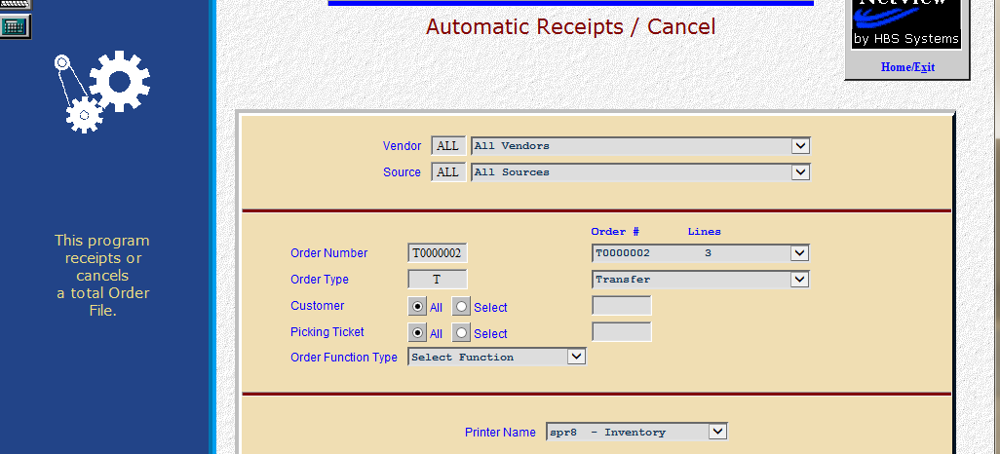 Automatic Receipts / Cancel
NetView
by HBS Systems
Home/Exit
This program
receipts or
cancels
a total Order
File.
Vendor ALL All Vendors
Source ALL All Sources
Order # Lines
Order Number T0000002 T0000002 3
Order Type T Transfer
Customer All Select
Picking Ticket All Select
Order Function Type Select Function
Printer Name spr8 - Inventory